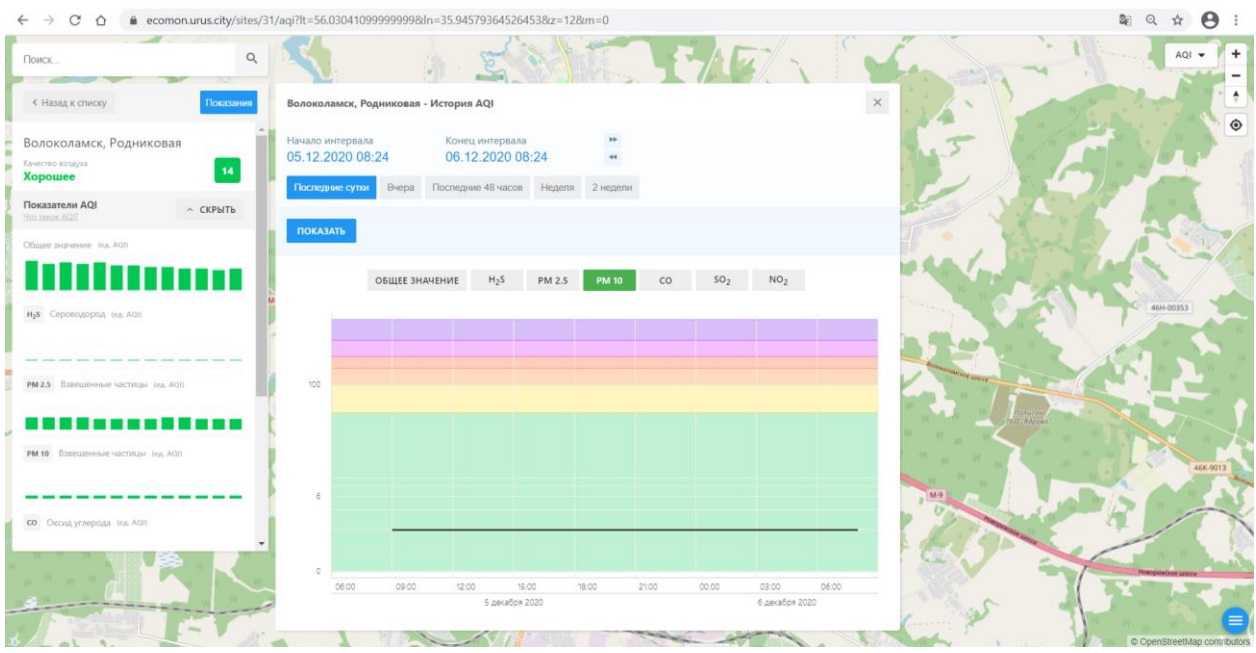 ecomon.urus.city/sites/31/aqi?lt=56.03041099999999&ln=35.94579364526453&z=12&m=0
Поиск...
AQI
Назад к списку
Показания
Волоколамск, Родниковая
Качество воздуха
Хорошее
14
Показатели AQI
Что такое AQI?
СКРЫТЬ
Общее значение (ед. AQI)
H₂S Сероводород (ед. AQI)
PM 2.5 Взвешенные частицы (ед. AQI)
PM 10 Взвешенные частицы (ед. AQI)
CO Оксид углерода (ед. AQI)
Волоколамск, Родниковая - История AQI
Начало интервала
05.12.2020 08:24
Конец интервала
06.12.2020 08:24
Последние сутки Вчера Последние 48 часов Неделя 2 недели
ПОКАЗАТЬ
ОБЩЕЕ ЗНАЧЕНИЕ H₂S PM 2.5 PM 10 CO SO₂ NO₂
100
6
0
06:00 09:00 12:00 15:00 18:00 21:00 00:00 03:00 06:00
5 декабря 2020 6 декабря 2020
46Н-00353
Волоколамское шоссе
Полигон
ТБО "Ядрово"
46К-9013
М-9
Новорижское шоссе
Новорижское шоссе
© OpenStreetMap contributors